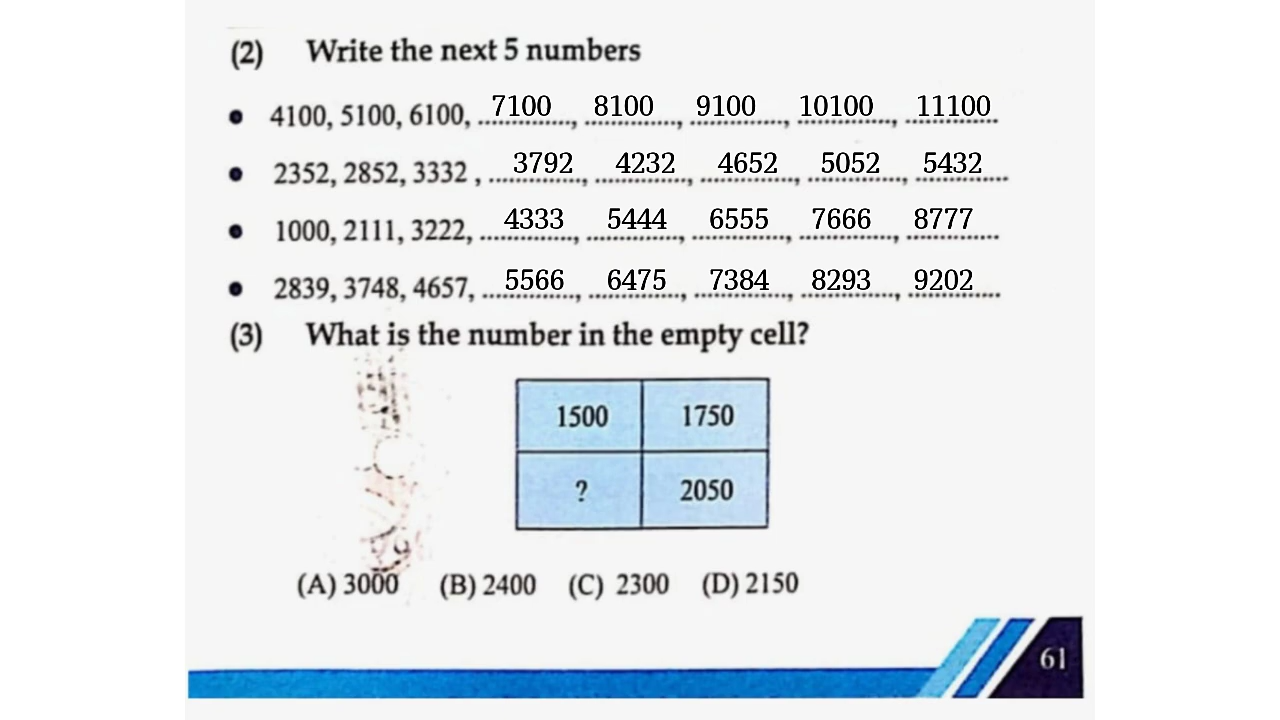 (2) Write the next 5 numbers
• 4100, 5100, 6100, 7100, 8100, 9100, 10100, 11100
• 2352, 2852, 3332 , 3792, 4232, 4652, 5052, 5432
• 1000, 2111, 3222, 4333, 5444, 6555, 7666, 8777
• 2839, 3748, 4657, 5566, 6475, 7384, 8293, 9202
(3) What is the number in the empty cell?
1500 1750
? 2050
(A) 3000 (B) 2400 (C) 2300 (D) 2150
61